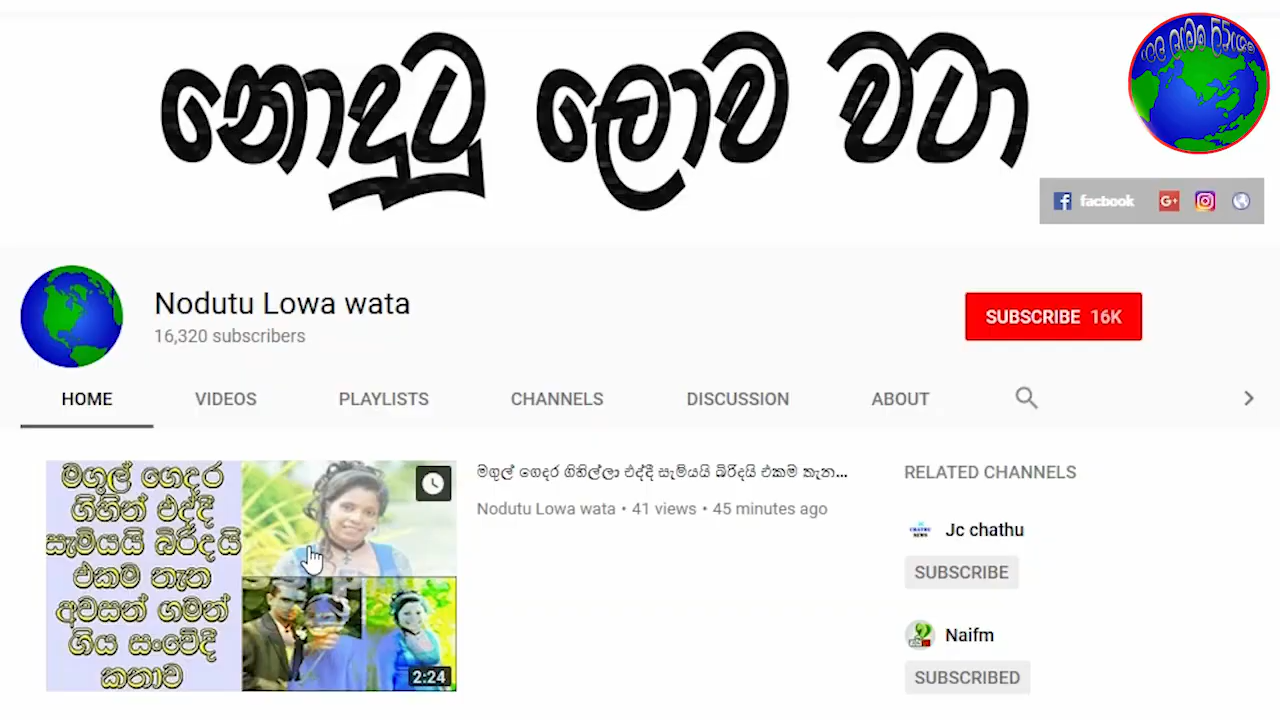 නොදුටු ලොව වටා
facbook
Nodutu Lowa wata
16,320 subscribers
SUBSCRIBE 16K
HOME VIDEOS PLAYLISTS CHANNELS DISCUSSION ABOUT
මගුල් ගෙදර
ගිහින් එද්දී
සැමියයි බිරිදයි
එකම තැන
අවසන් ගමන්
ගිය සංවේදී
කතාව
2:24
මගුල් ගෙදර ගිහිල්ලා එද්දී සැමියයි බිරිදයි එකම තැන...
Nodutu Lowa wata • 41 views • 45 minutes ago
RELATED CHANNELS
Jc chathu
SUBSCRIBE
Naifm
SUBSCRIBED